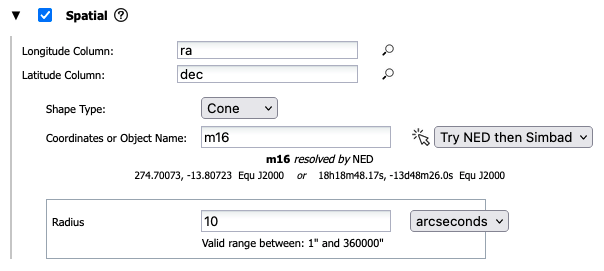 Spatial
Longitude Column: ra
Latitude Column: dec
Shape Type: Cone
Coordinates or Object Name: m16 Try NED then Simbad
m16 resolved by NED
274.70073, -13.80723 Equ J2000 or 18h18m48.17s, -13d48m26.0s Equ J2000
Radius 10 arcseconds
Valid range between: 1" and 360000"